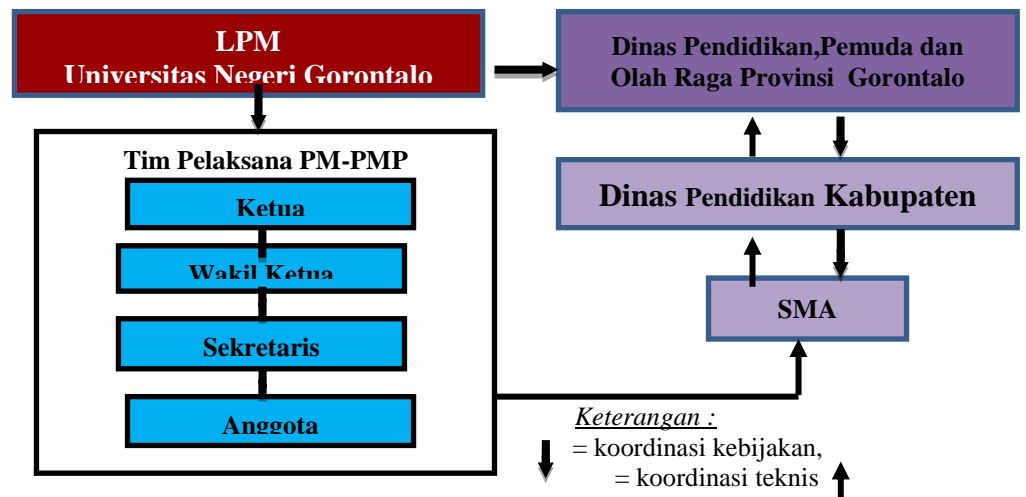 LPM
Universitas Negeri Gorontalo
Dinas Pendidikan,Pemuda dan
Olah Raga Provinsi Gorontalo
Tim Pelaksana PM-PMP
Ketua
Wakil Ketua
Sekretaris
Anggota
Dinas Pendidikan Kabupaten
SMA
Keterangan :
= koordinasi kebijakan,
= koordinasi teknis